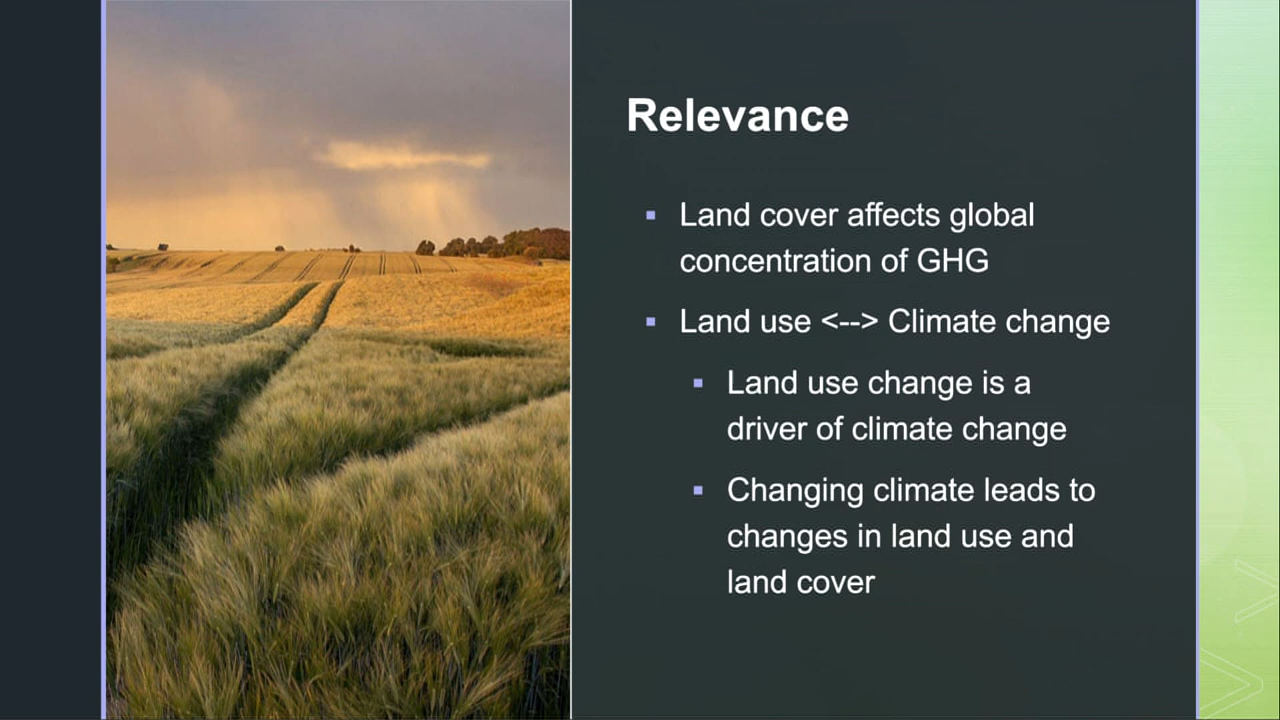 Relevance
Land cover affects global
concentration of GHG
Land use <--> Climate change
Land use change is a
driver of climate change
Changing climate leads to
changes in land use and
land cover